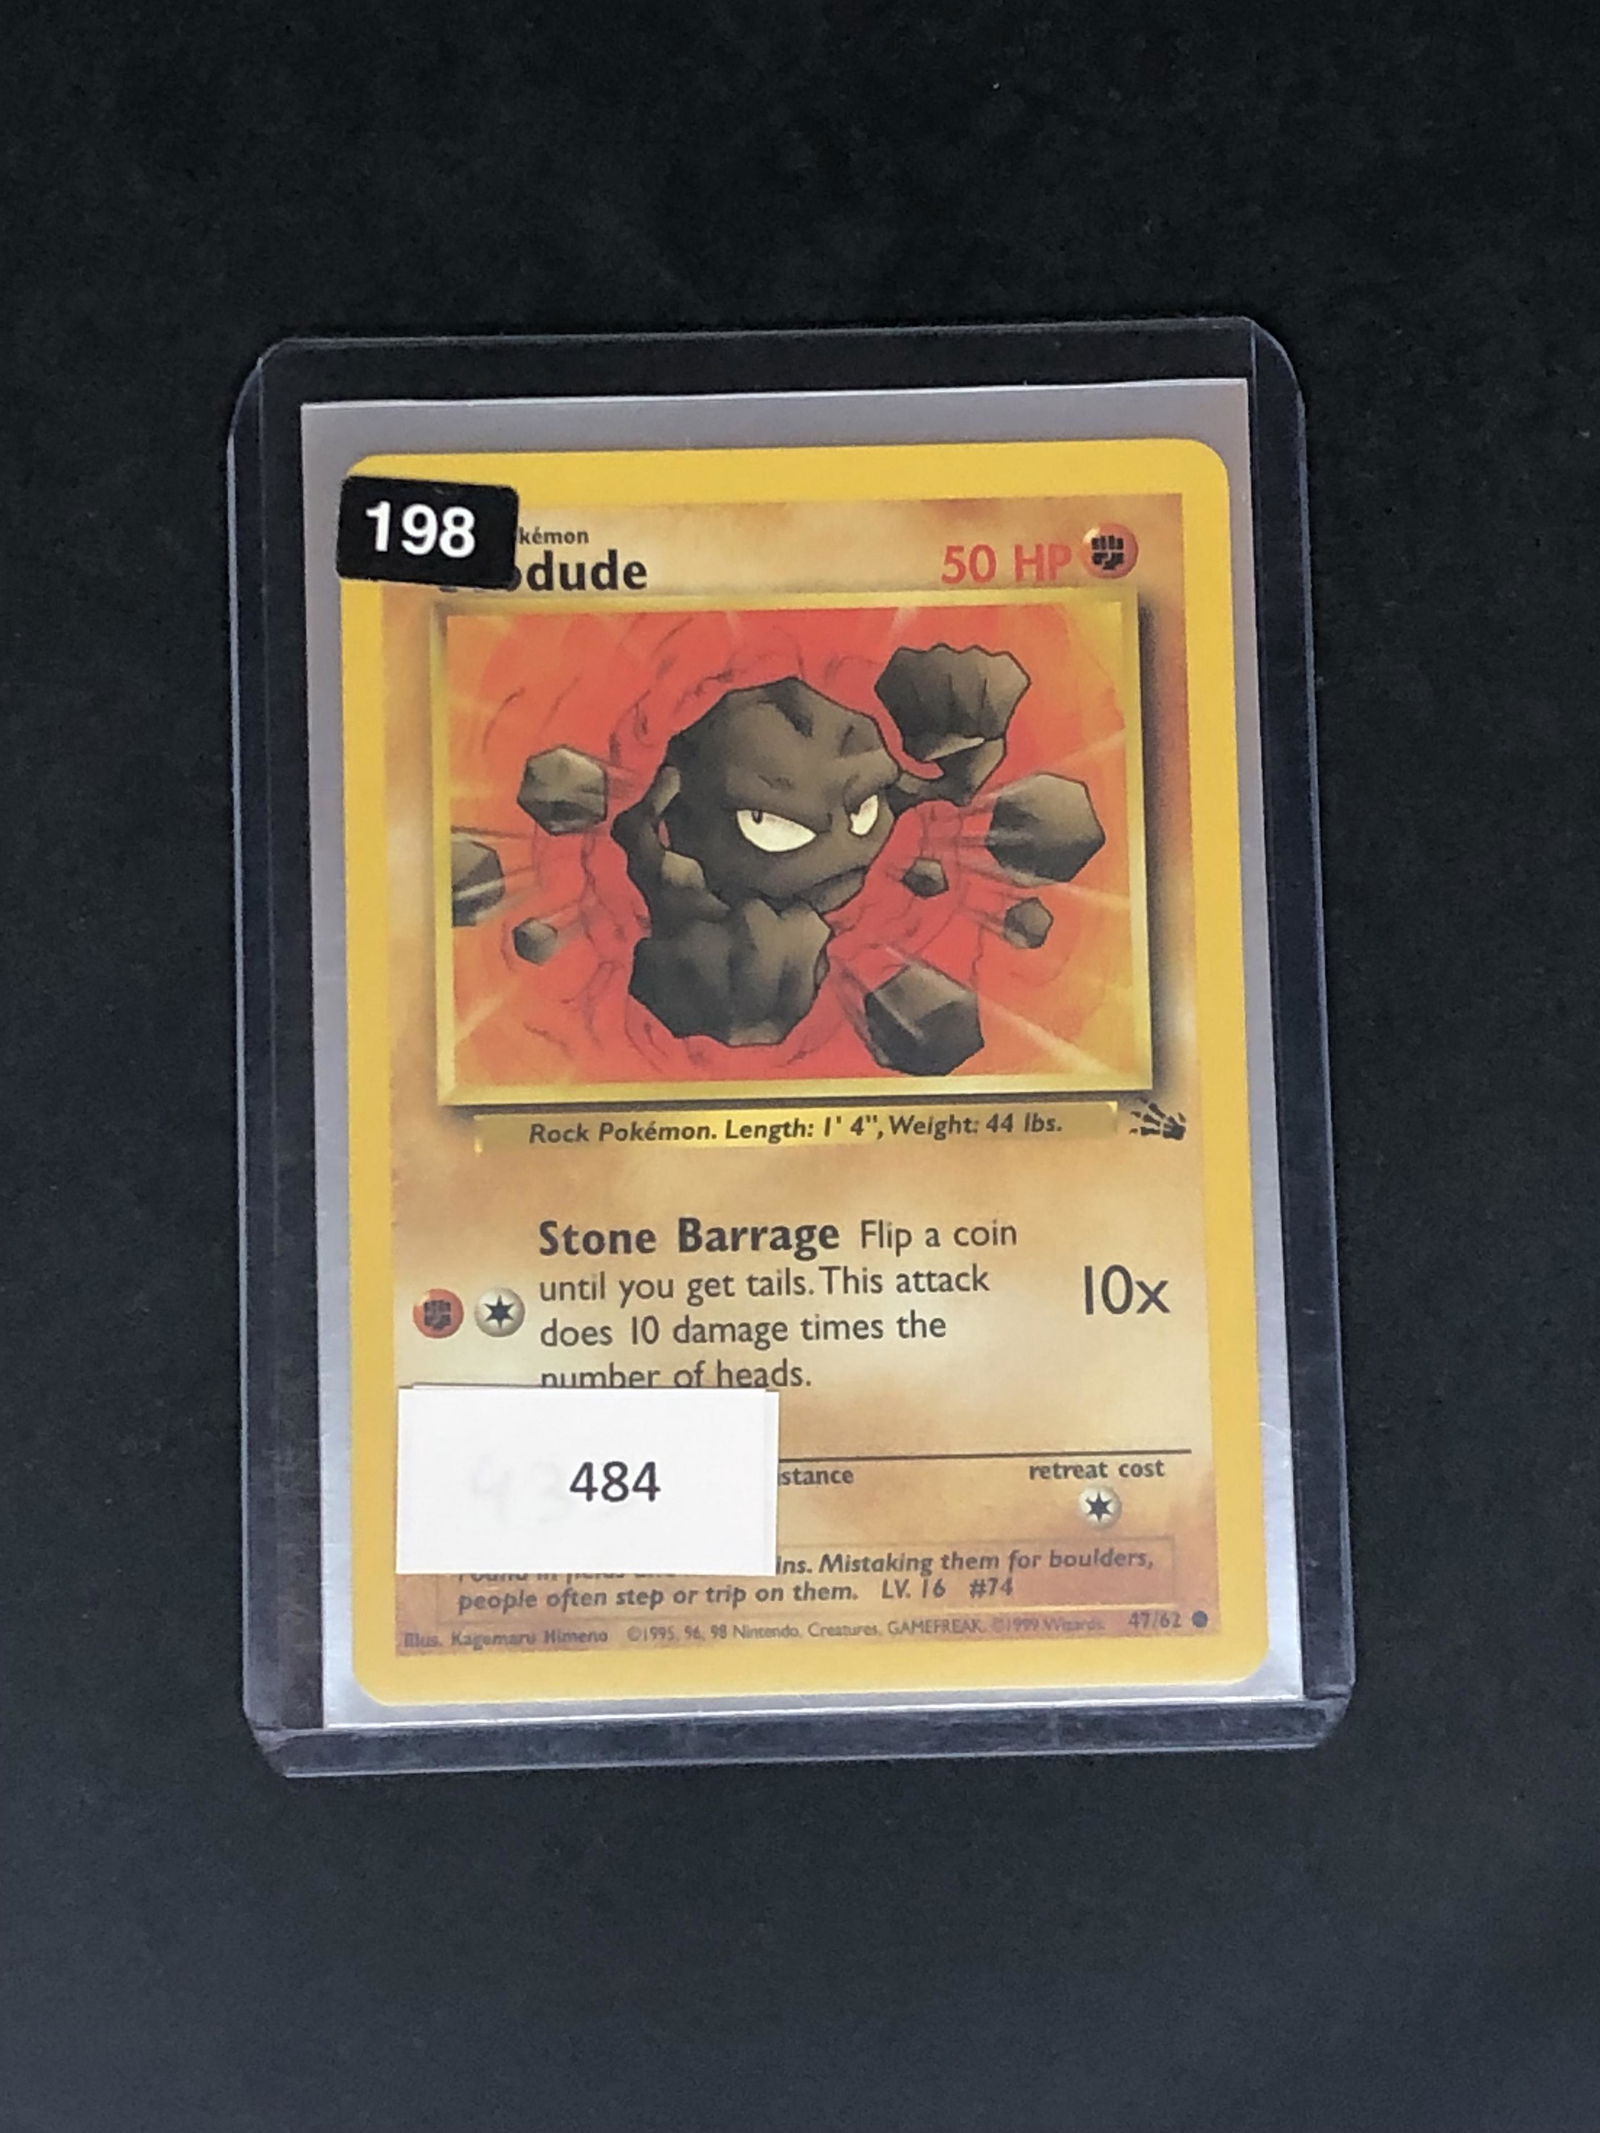 198
kémon
odude
50 HP
Rock Pokémon. Length: 1' 4", Weight: 44 lbs.
Stone Barrage Flip a coin
until you get tails. This attack
does 10 damage times the
number of heads.
10x
484
stance
retreat cost
ins. Mistaking them for boulders,
people often step or trip on them. LV. 16 #74
Illus. Kagemaru Himeno ©1995, 96, 98 Nintendo, Creatures, GAMEFREAK. ©1999 Wizards. 47/62